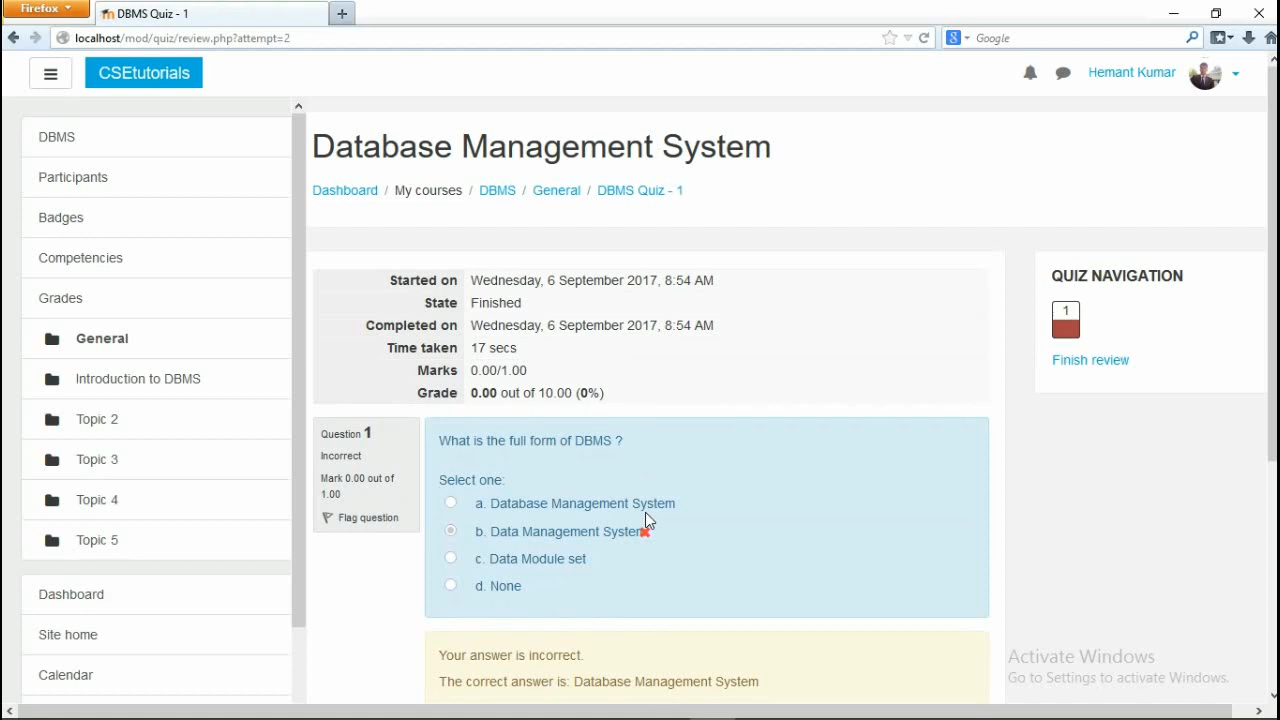 Firefox
DBMS Quiz - 1
localhost/mod/quiz/review.php?attempt=2
Google
CSEtutorials
Hemant Kumar
DBMS
Participants
Badges
Competencies
Grades
General
Introduction to DBMS
Topic 2
Topic 3
Topic 4
Topic 5
Dashboard
Site home
Calendar
Database Management System
Dashboard / My courses / DBMS / General / DBMS Quiz - 1
Started on Wednesday, 6 September 2017, 8:54 AM
State Finished
Completed on Wednesday, 6 September 2017, 8:54 AM
Time taken 17 secs
Marks 0.00/1.00
Grade 0.00 out of 10.00 (0%)
Question 1
Incorrect
Mark 0.00 out of
1.00
Flag question
What is the full form of DBMS ?
Select one:
a. Database Management System
b. Data Management System
c. Data Module set
d. None
Your answer is incorrect.
The correct answer is: Database Management System
QUIZ NAVIGATION
1
Finish review
Activate Windows
Go to Settings to activate Windows.